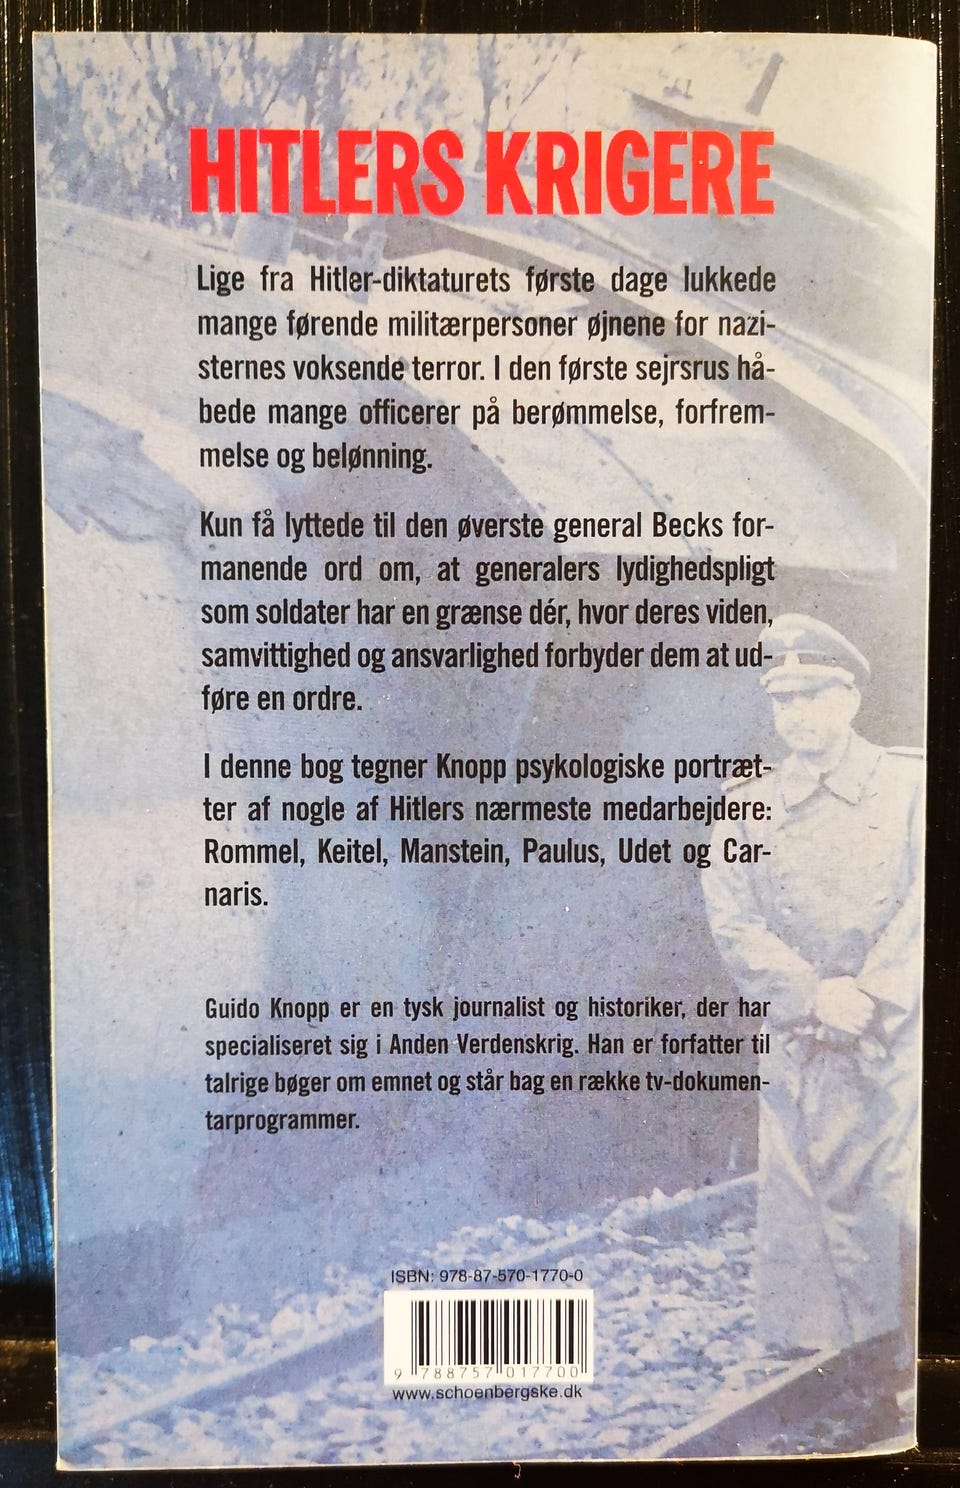 HITLERS KRIGERE
Lige fra Hitler-diktaturets første dage lukkede
mange førende militærpersoner øjnene for nazi-
sternes voksende terror. I den første sejrsrus hå-
bede mange officerer på berømmelse, forfrem-
melse og belønning.
Kun få lyttede til den øverste general Becks for-
manende ord om, at generalers lydighedspligt
som soldater har en grænse dér, hvor deres viden,
samvittighed og ansvarlighed forbyder dem at ud-
føre en ordre.
I denne bog tegner Knopp psykologiske portræt-
ter af nogle af Hitlers nærmeste medarbejdere:
Rommel, Keitel, Manstein, Paulus, Udet og Car-
naris.
Guido Knopp er en tysk journalist og historiker, der har
specialiseret sig i Anden Verdenskrig. Han er forfatter til
talrige bøger om emnet og står bag en række tv-dokumen-
tarprogrammer.
ISBN: 978-87-570-1770-0
9 788757 017700
www.schoenbergske.dk